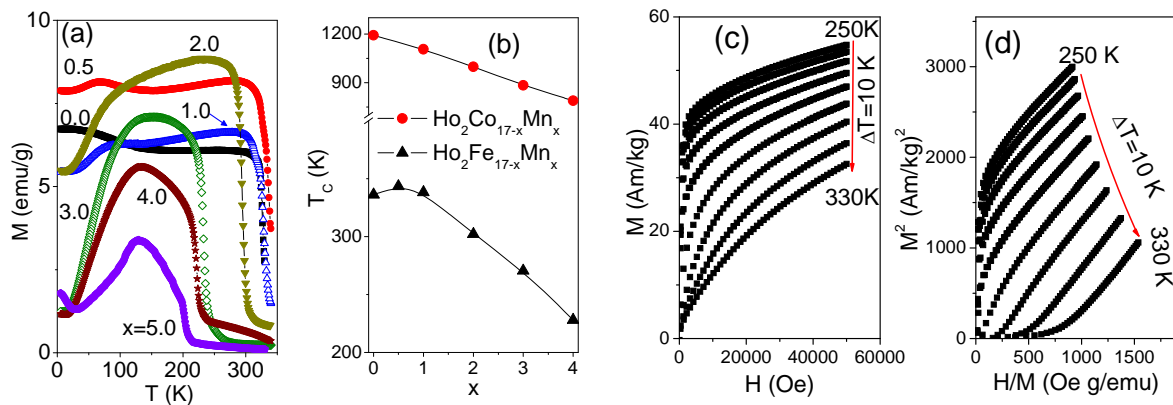 (a)
2.0
0.5
1.0
0.0
3.0
4.0
x=5.0
10
5
0
M (emu/g)
0 100 200 300
T (K)
(b)
1200
900
300
200
T_C (K)
Ho₂Co₁₇₋ₓMnₓ
Ho₂Fe₁₇₋ₓMnₓ
0 1 2 3 4
x
(c)
250K
ΔT=10 K
330K
60
40
20
0
M (Am/kg)
0 20000 40000 60000
H (Oe)
(d)
250 K
ΔT=10 K
330 K
3000
2000
1000
0
M² (Am/kg)²
0 500 1000 1500
H/M (Oe g/emu)